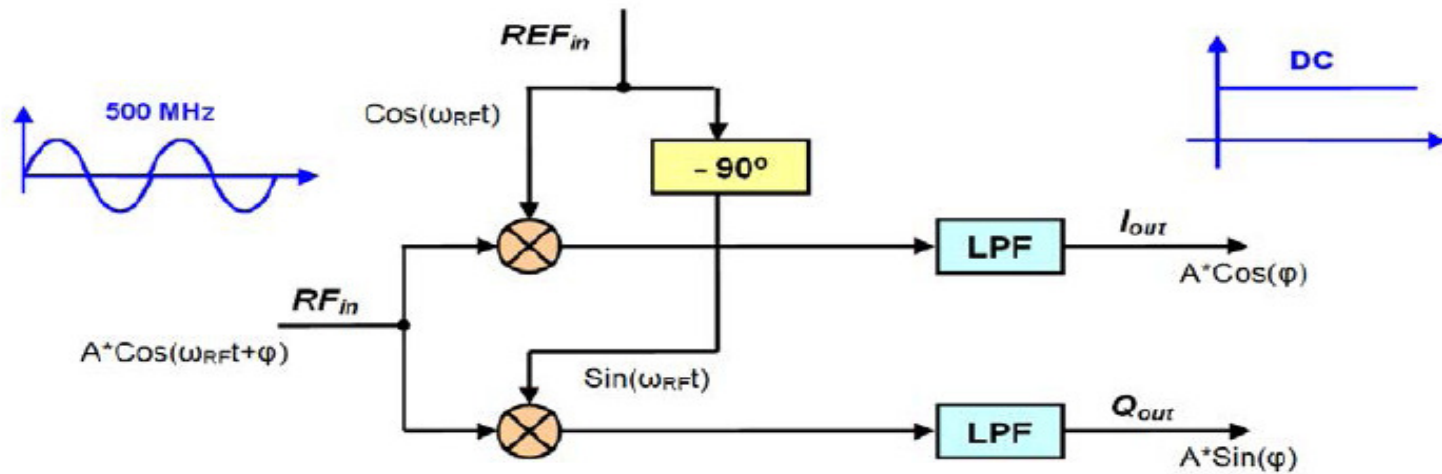 REFin
DC
500 MHz
Cos(ωRFt)
– 90º
Iout
LPF
A*Cos(φ)
RFin
A*Cos(ωRFt+φ)
Sin(ωRFt)
Qout
LPF
A*Sin(φ)